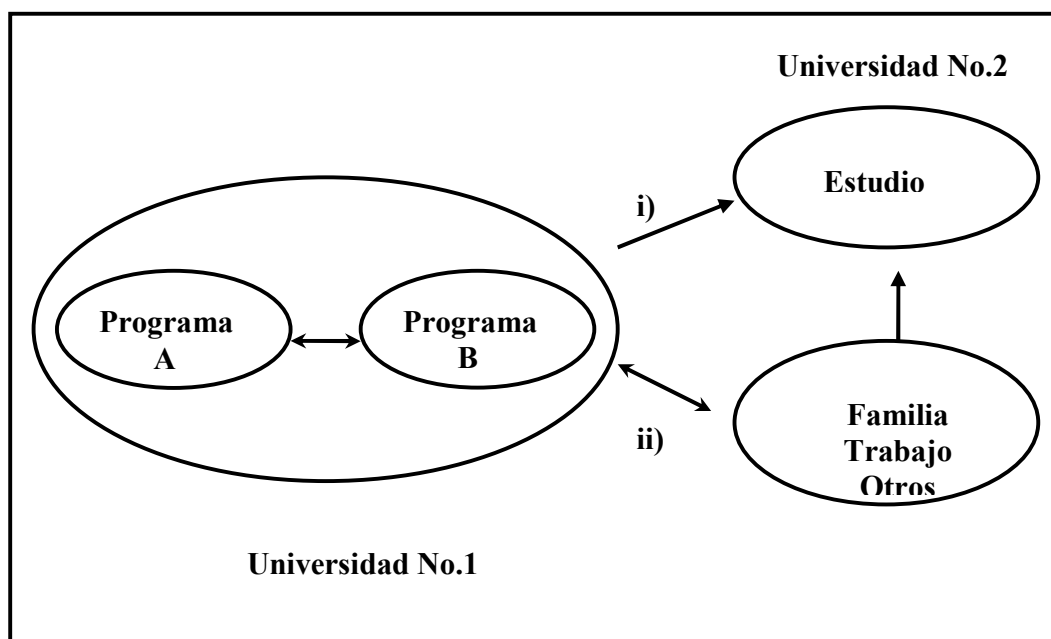 Universidad No.2
Estudio
i)
Programa
A
Programa
B
ii)
Familia
Trabajo
Otros
Universidad No.1